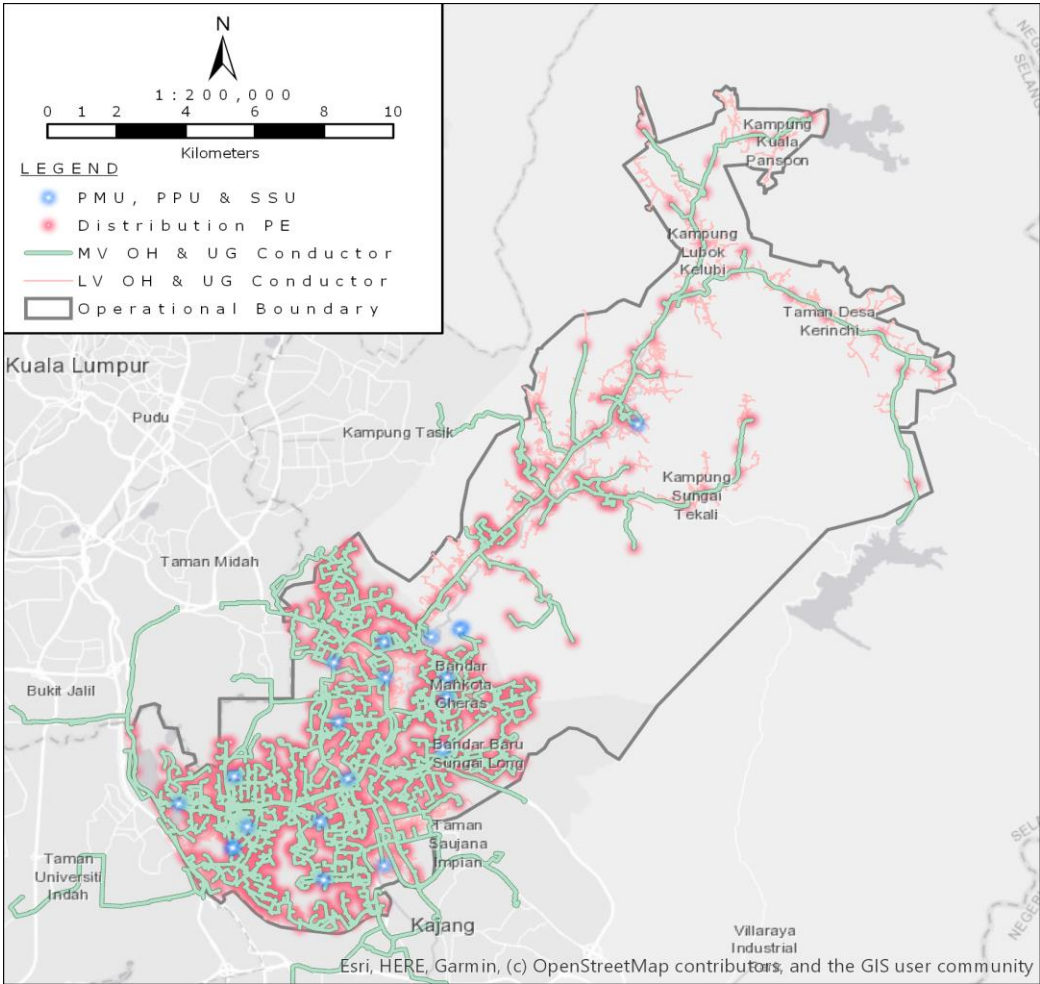 N
1:200,000
0 1 2 4 6 8 10
Kilometers
LEGEND
PMU, PPU & SSU
Distribution PE
MV OH & UG Conductor
LV OH & UG Conductor
Operational Boundary
SELANG
Kampung
Kuala
Pansoon
Kampung
Lubok
Kelubi
Taman Desa
Kerinchi
Kuala Lumpur
Pudu
Kampung Tasik
Kampung
Sungai
Tekali
Taman Midah
Bandar
Mahkota
Cheras
Bukit Jalil
Bandar Baru
Sungai Long
Taman
Saujana
Impian
Taman
Universiti
Indah
Kajang
Villaraya
Industrial
Esri, HERE, Garmin, (c) OpenStreetMap contributors, and the GIS user community